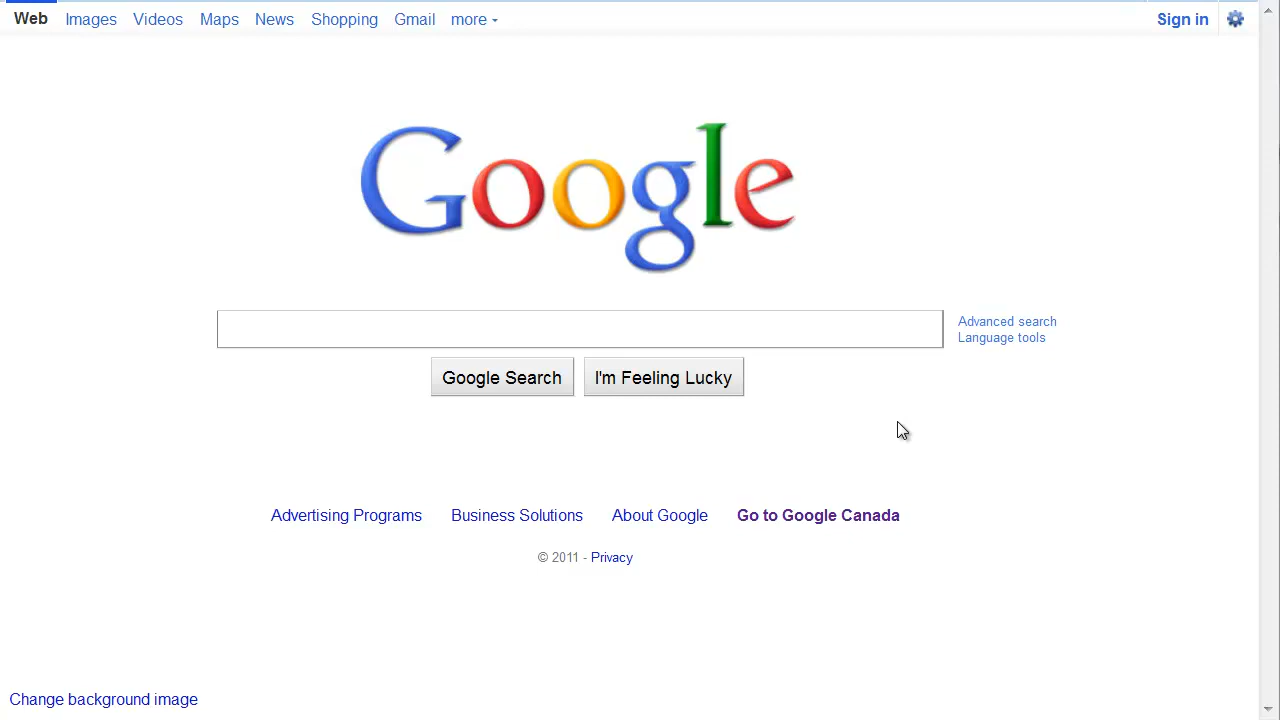 Web Images Videos Maps News Shopping Gmail more Sign in
Google
Advanced search
Language tools
Google Search I'm Feeling Lucky
Advertising Programs Business Solutions About Google Go to Google Canada
© 2011 - Privacy
Change background image